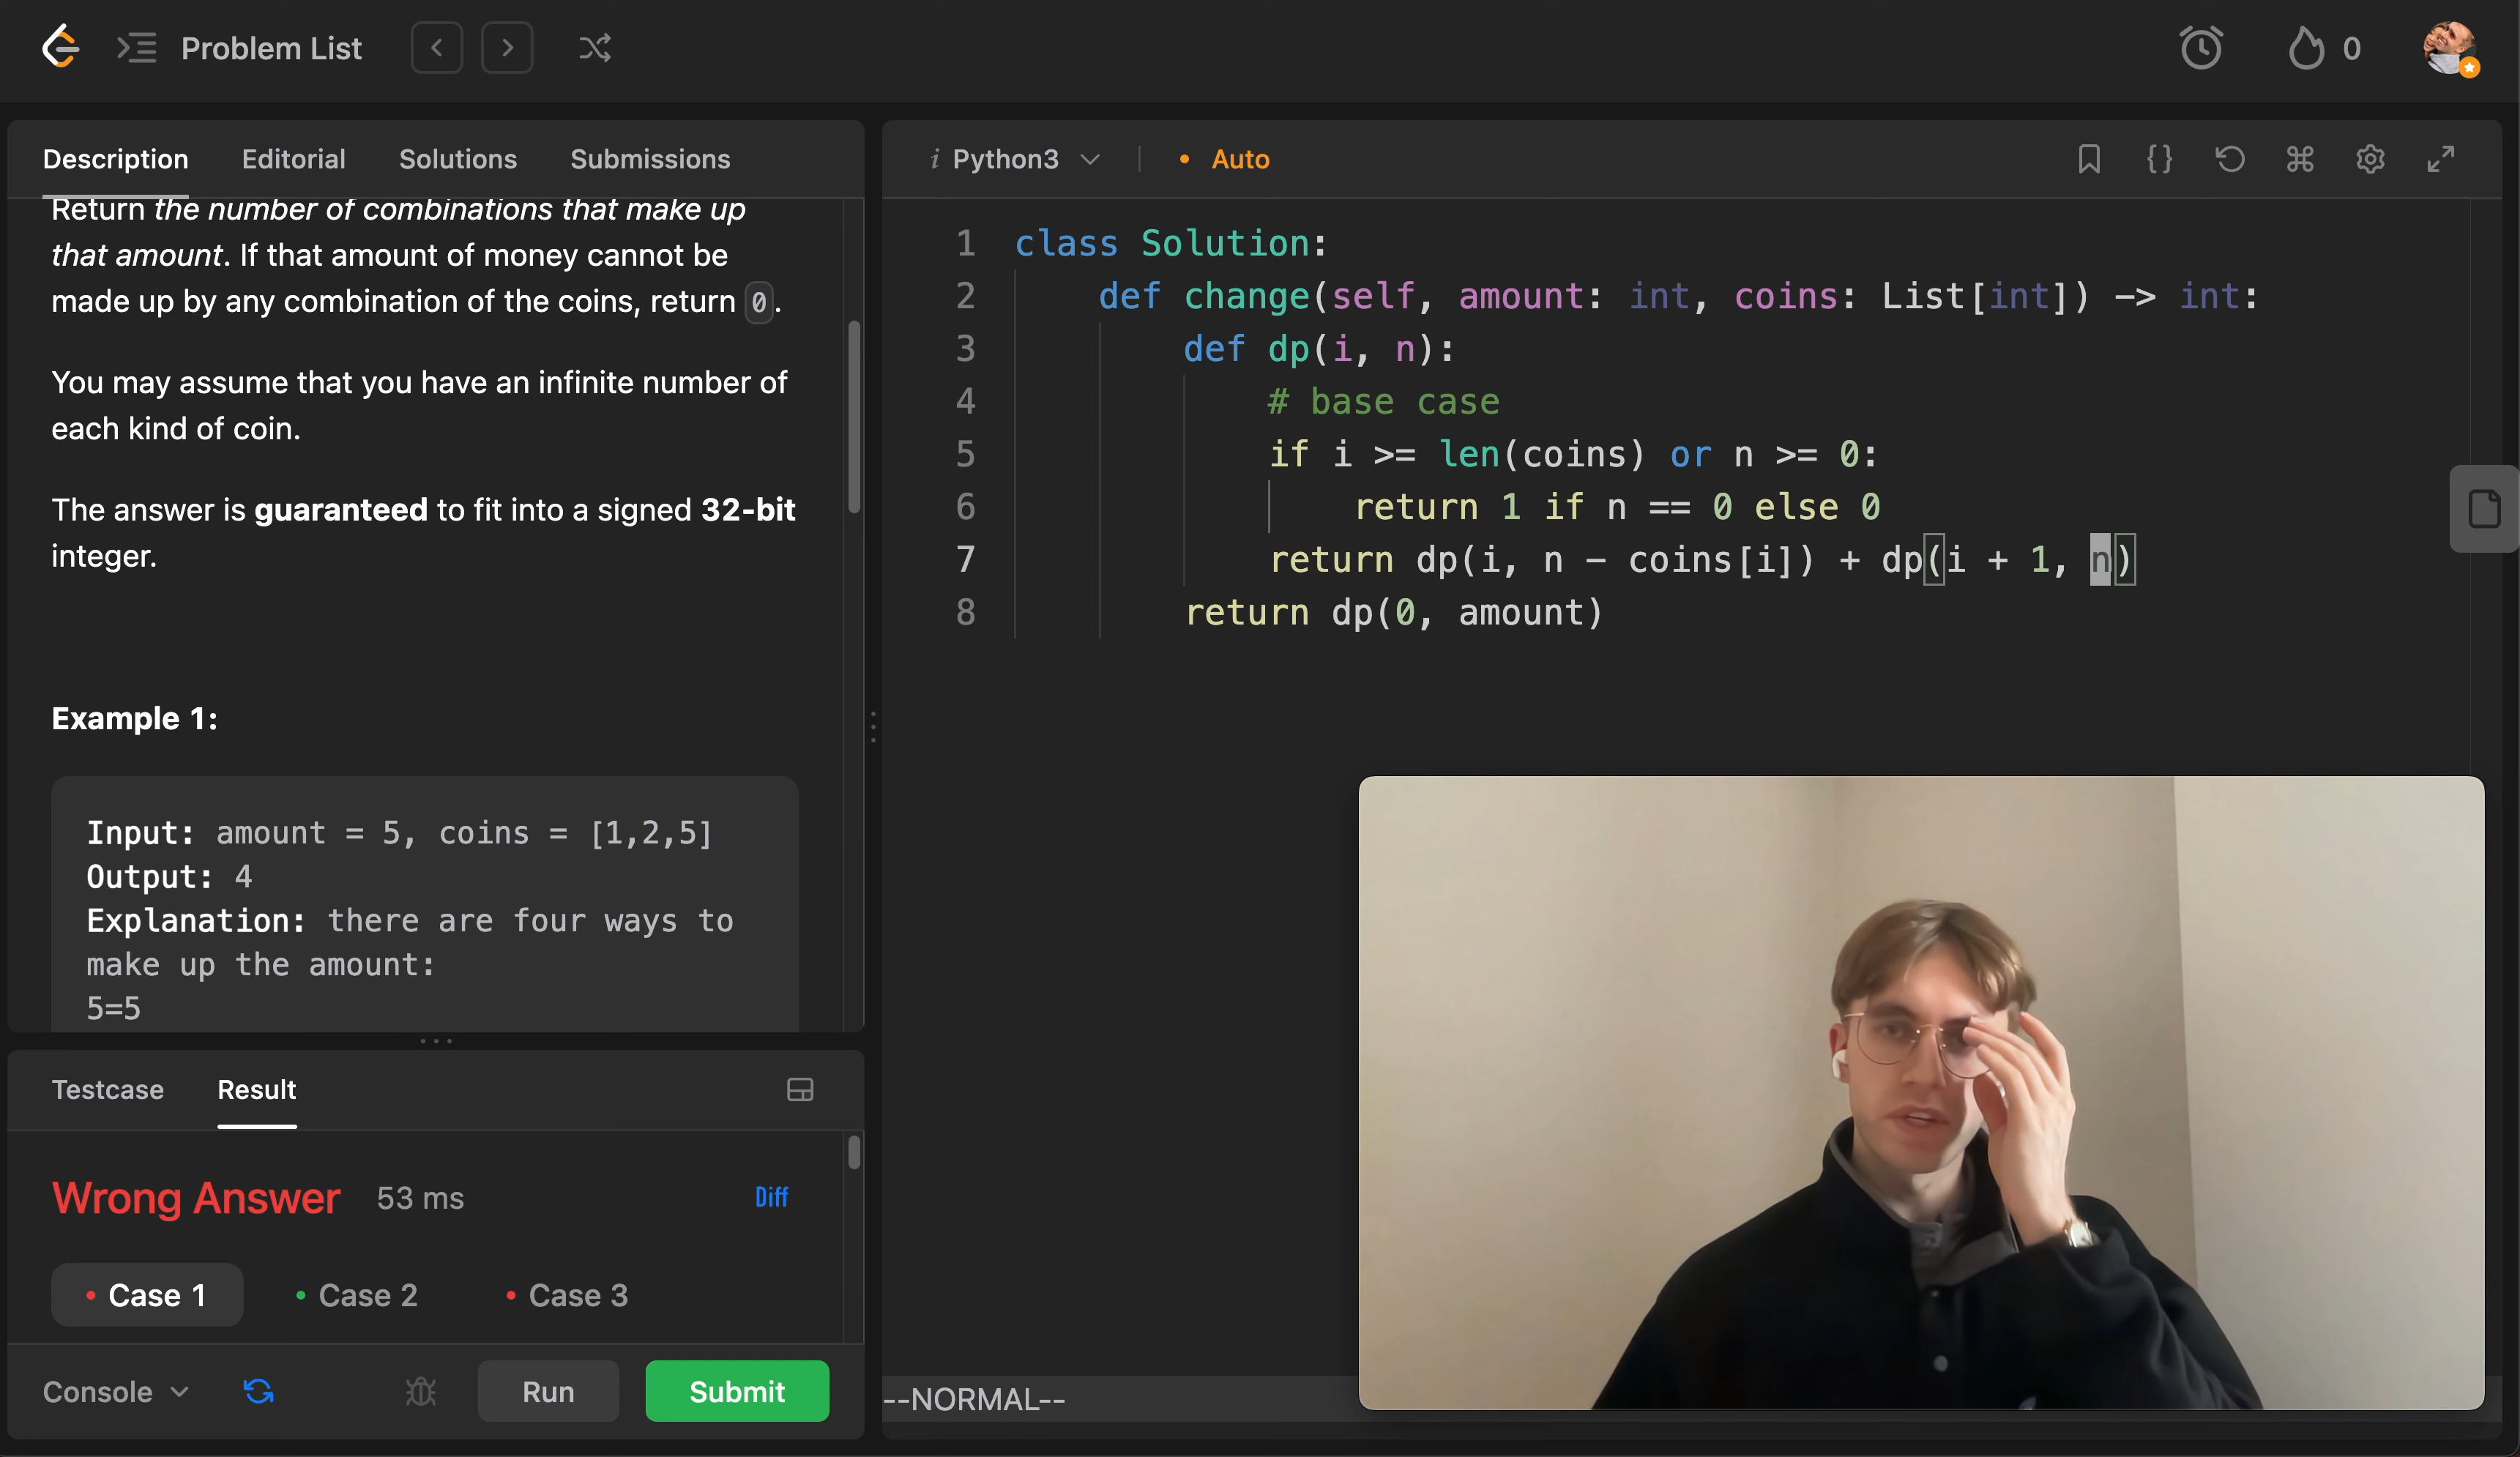 Problem List
0
Description Editorial Solutions Submissions
Return the number of combinations that make up
that amount. If that amount of money cannot be
made up by any combination of the coins, return 0.
You may assume that you have an infinite number of
each kind of coin.
The answer is guaranteed to fit into a signed 32-bit
integer.
Example 1:
Input: amount = 5, coins = [1,2,5]
Output: 4
Explanation: there are four ways to
make up the amount:
5=5
Testcase Result
Wrong Answer 53 ms Diff
Case 1 Case 2 Case 3
Console Run Submit
i Python3 Auto
1 class Solution:
2 def change(self, amount: int, coins: List[int]) -> int:
3 def dp(i, n):
4 # base case
5 if i >= len(coins) or n >= 0:
6 return 1 if n == 0 else 0
7 return dp(i, n - coins[i]) + dp(i + 1, n)
8 return dp(0, amount)
--NORMAL--